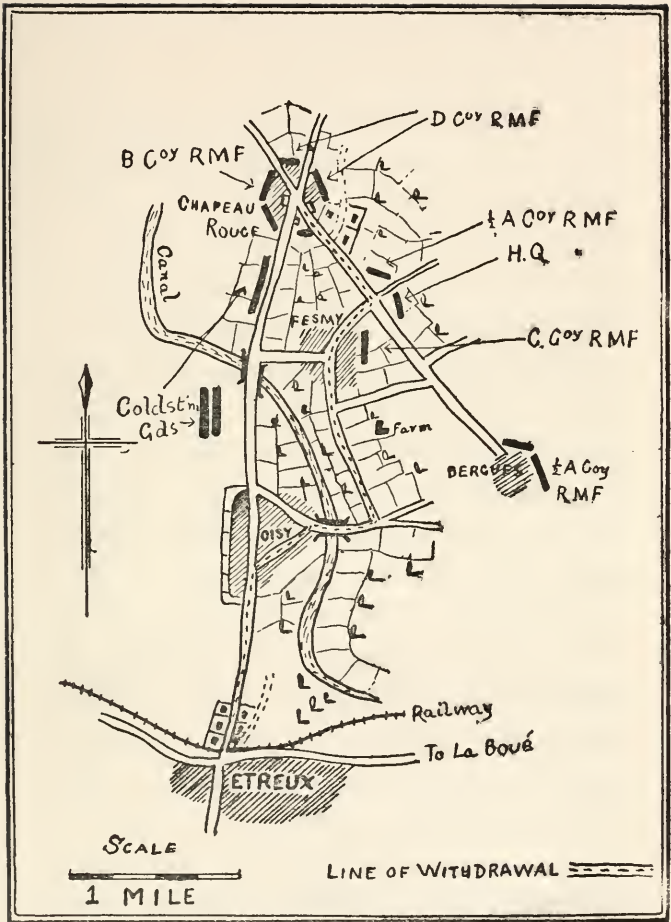 D COY RMF
B COY RMF
CHAPEAU
ROUGE
½ A COY RMF
H.Q
Canal
FESMY
C. COY RMF
Coldst'm
Gds
Farm
BERGUES
½ A Coy
RMF
OISY
Railway
To La Boué
ETREUX
SCALE
1 MILE
LINE OF WITHDRAWAL